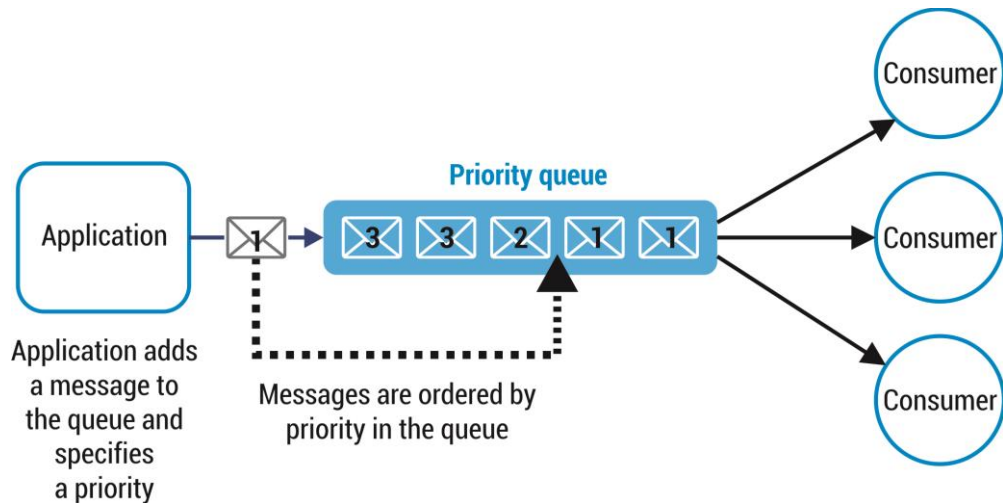 Consumer
Priority queue
Application
1
3 3 2 1 1
Consumer
Application adds
a message to
the queue and
specifies
a priority
Messages are ordered by
priority in the queue
Consumer